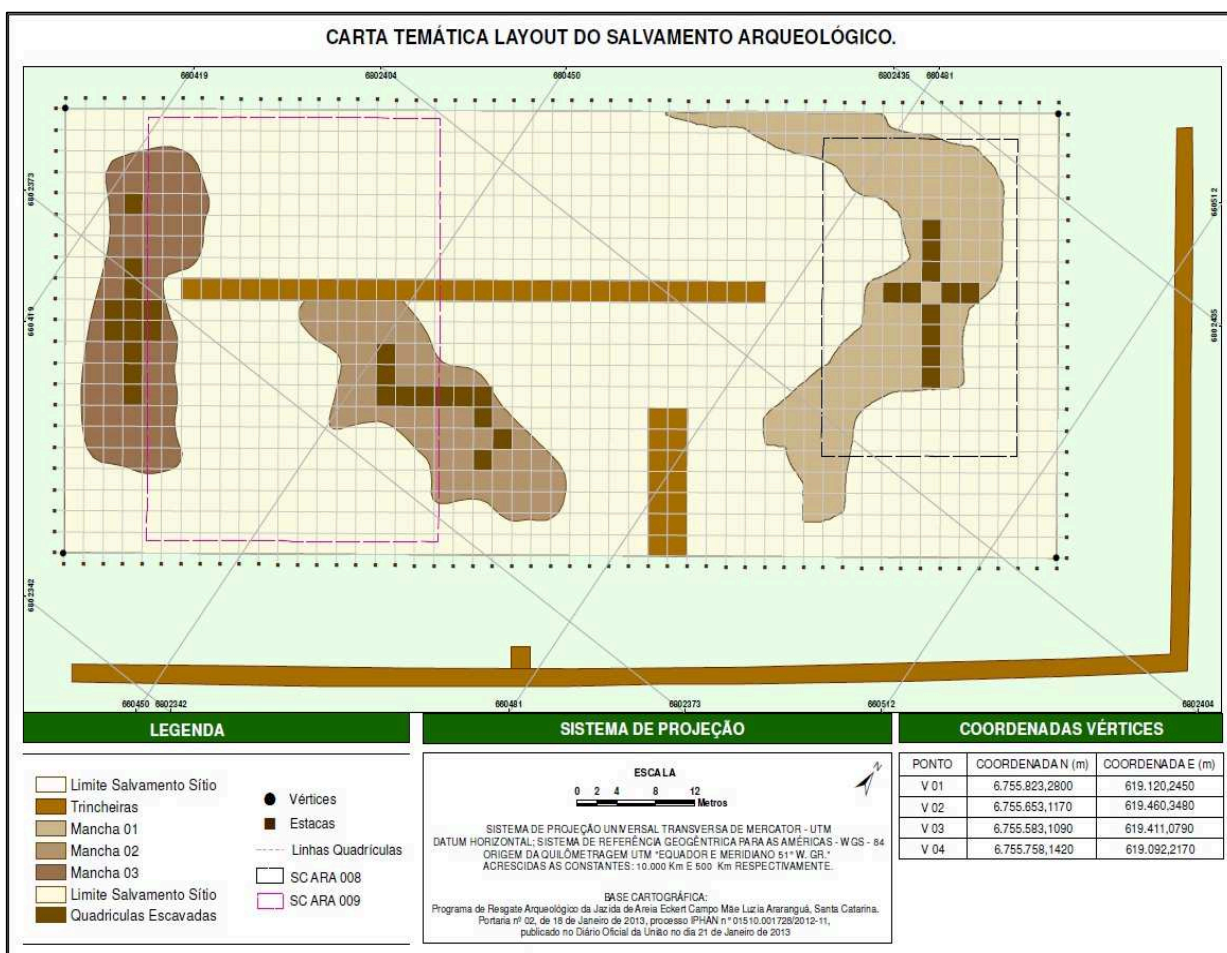 CARTA TEMÁTICA LAYOUT DO SALVAMENTO ARQUEOLÓGICO.
660419
6802404
660450
6802435
660481
6802373
660419
6802342
660512
6802435
660450
6802342
660481
6802373
660512
6802404
LEGENDA
Limite Salvamento Sítio
Trincheiras
Mancha 01
Mancha 02
Mancha 03
Limite Salvamento Sítio
Quadriculas Escavadas
Vértices
Estacas
Linhas Quadrículas
SC ARA 008
SC ARA 009
SISTEMA DE PROJEÇÃO
ESCALA
0 2 4 8 12
Metros
N
SISTEMA DE PROJEÇÃO UNIVERSAL TRANSVERSA DE MERCATOR - UTM
DATUM HORIZONTAL; SISTEMA DE REFERÊNCIA GEOGÊNTRICA PARA AS AMÉRICAS - WGS - 84
ORIGEM DA QUILÔMETRAGEM UTM "EQUADOR E MERIDIANO 51° W. GR."
ACRESCIDAS AS CONSTANTES: 10.000 Km E 500 Km RESPECTIVAMENTE.
BASE CARTOGRÁFICA:
Programa de Resgate Arqueológico da Jazida de Areia Eckert Campo Mãe Luzia Araranguá, Santa Catarina.
Portaria nº 02, de 18 de Janeiro de 2013, processo IPHAN n° 01510.001728/2012-11,
publicado no Diário Oficial da União no dia 21 de Janeiro de 2013
COORDENADAS VÉRTICES
PONTO COORDENADA N (m) COORDENADA E (m)
V 01 6.755.823,2800 619.120,2450
V 02 6.755.653,1170 619.460,3480
V 03 6.755.583,1090 619.411,0790
V 04 6.755.758,1420 619.092,2170